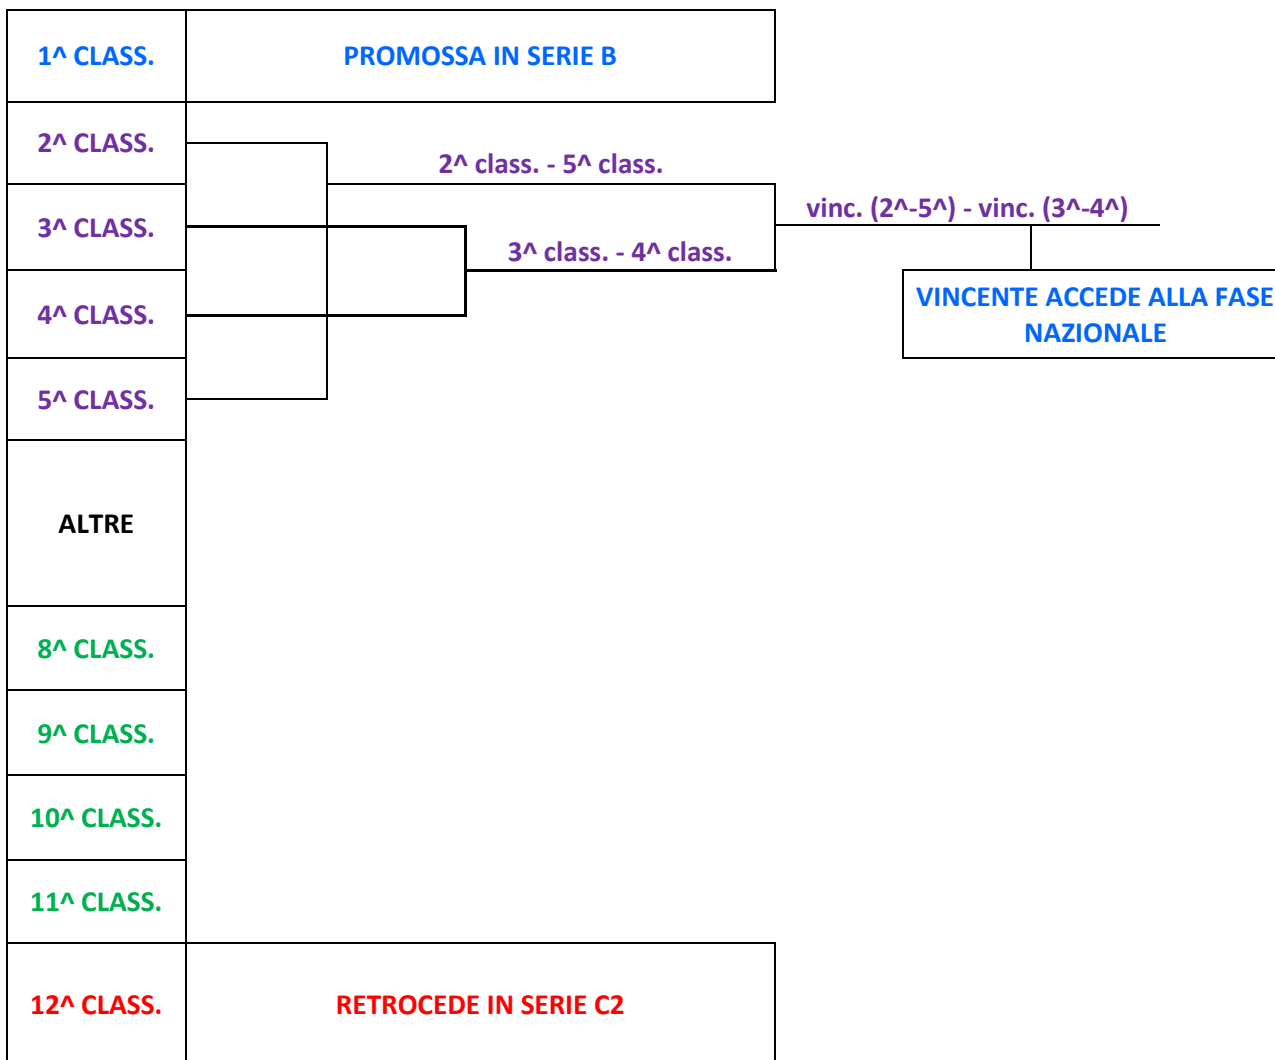 1^ CLASS.
PROMOSSA IN SERIE B
2^ CLASS.
2^ class. - 5^ class.
3^ CLASS.
vinc. (2^-5^) - vinc. (3^-4^)
3^ class. - 4^ class.
4^ CLASS.
VINCENTE ACCEDE ALLA FASE
NAZIONALE
5^ CLASS.
ALTRE
8^ CLASS.
9^ CLASS.
10^ CLASS.
11^ CLASS.
12^ CLASS.
RETROCEDE IN SERIE C2